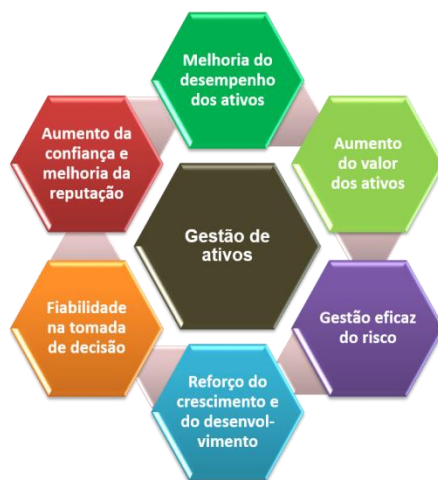 Melhoria do
desempenho
dos ativos
Aumento
do valor
dos ativos
Gestão eficaz
do risco
Reforço do
crescimento e
do desenvol-
vimento
Fiabilidade
na tomada
de decisão
Aumento da
confiança e
melhoria da
reputação
Gestão de
ativos